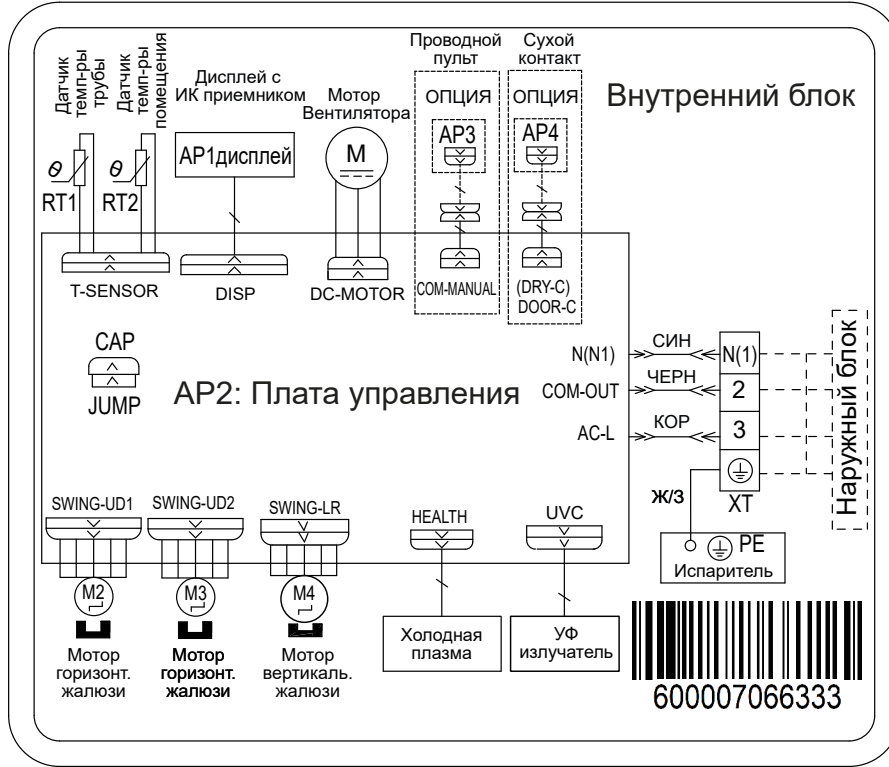 Датчик
темп-ры
трубы
Датчик
темп-ры
помещения
Дисплей с
ИК приемником
Мотор
Вентилятора
Проводной
пульт
Сухой
контакт
ОПЦИЯ
ОПЦИЯ
Внутренний блок
AP1дисплей
M
AP3
AP4
θ
θ
RT1
RT2
T-SENSOR
DISP
DC-MOTOR
COM-MANUAL
(DRY-C)
DOOR-C
CAP
JUMP
AP2: Плата управления
N(N1)
СИН
N(1)
COM-OUT
ЧЕРН
2
AC-L
КОР
3
Наружный блок
Ж/З
XT
PE
Испаритель
SWING-UD1
SWING-UD2
SWING-LR
HEALTH
UVC
M2
M3
M4
Мотор
горизонт.
жалюзи
Мотор
горизонт.
жалюзи
Мотор
вертикаль.
жалюзи
Холодная
плазма
УФ
излучатель
600007066333